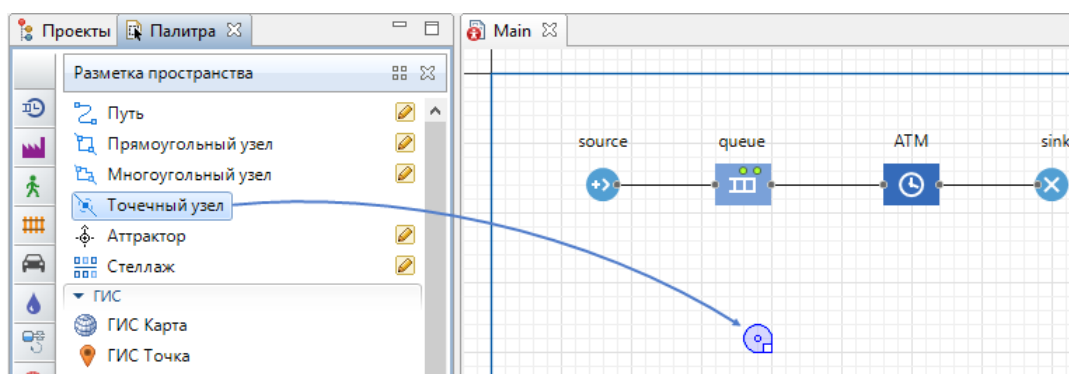 Проекты Палитра Main
Разметка пространства
Путь
Прямоугольный узел
Многоугольный узел
Точечный узел
Аттрактор
Стеллаж
ГИС
ГИС Карта
ГИС Точка
source queue ATM sink